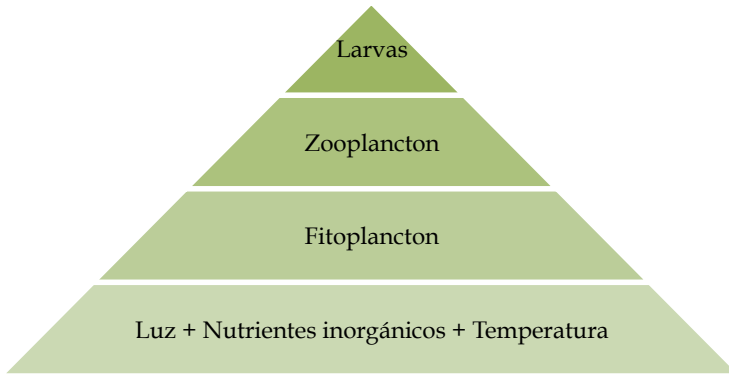 Larvas
Zooplancton
Fitoplancton
Luz + Nutrientes inorgánicos + Temperatura